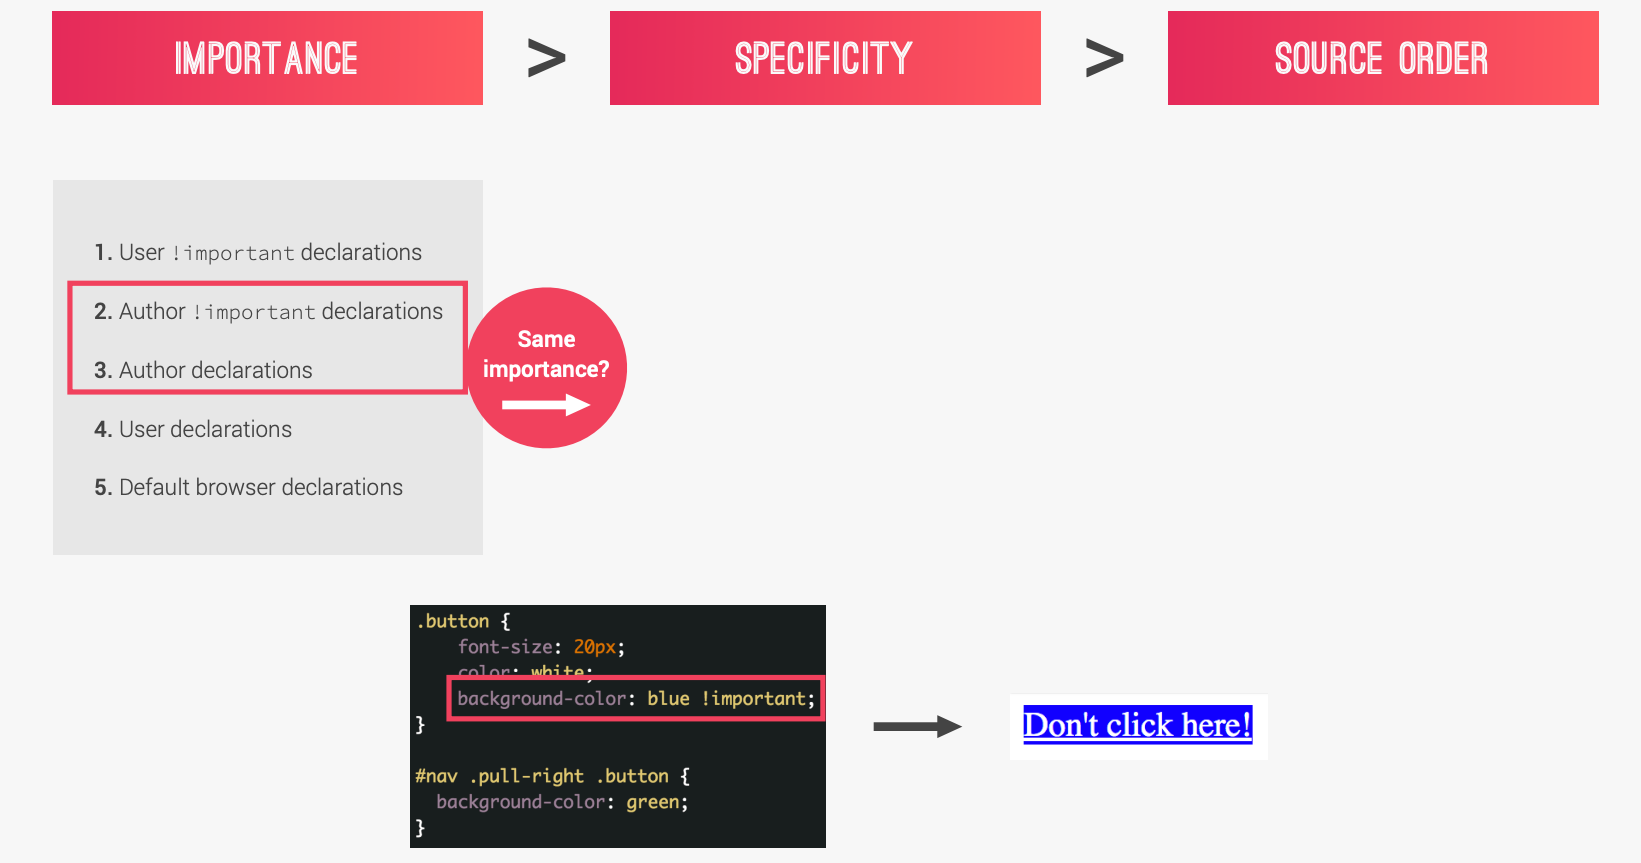 IMPORTANCE > SPECIFICITY > SOURCE ORDER
1. User !important declarations
2. Author !important declarations
3. Author declarations
4. User declarations
5. Default browser declarations
Same
importance?
.button {
    font-size: 20px;
    color: white;
    background-color: blue !important;
}
#nav .pull-right .button {
  background-color: green;
}
Don't click here!